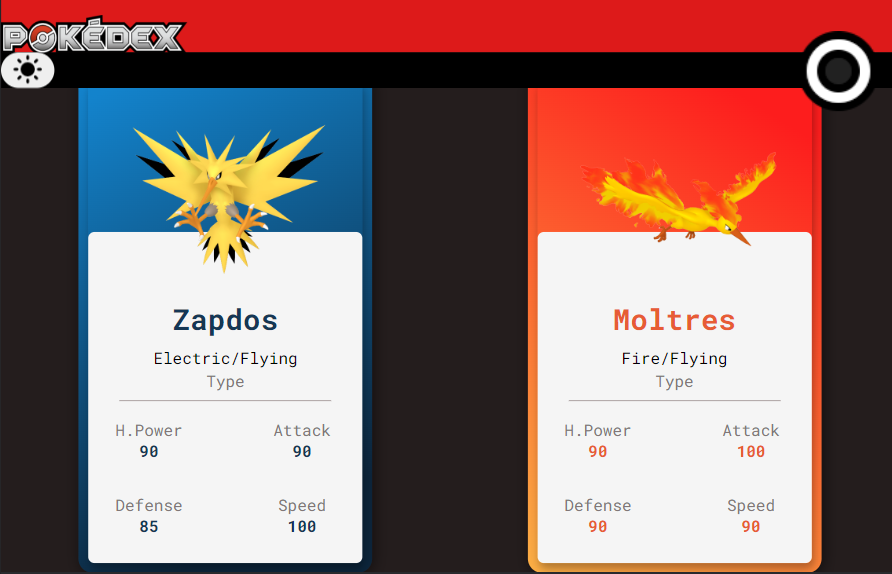 POKÉDEX
Zapdos
Electric/Flying
Type
H.Power Attack
90 90
Defense Speed
85 100
Moltres
Fire/Flying
Type
H.Power Attack
90 100
Defense Speed
90 90